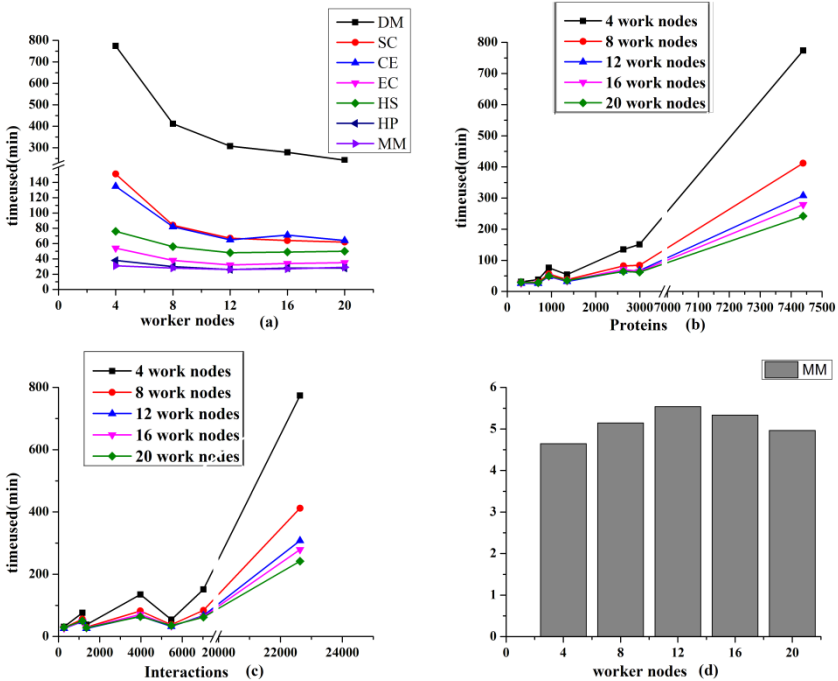 DM
SC
CE
EC
HS
HP
MM
800
700
600
500
400
300
140
120
100
80
60
40
20
0
timeused(min)
0 4 8 12 16 20
worker nodes (a)
4 work nodes
8 work nodes
12 work nodes
16 work nodes
20 work nodes
800
700
600
500
400
300
200
100
0
timeused(min)
0 1000 2000 3000 7000 7100 7200 7300 7400 7500
Proteins (b)
4 work nodes
8 work nodes
12 work nodes
16 work nodes
20 work nodes
800
600
400
200
0
timeused(min)
0 2000 4000 6000 20000 22000 24000
Interactions (c)
MM
6
5
4
3
2
1
0
timeused(min)
0 4 8 12 16 20
worker nodes (d)